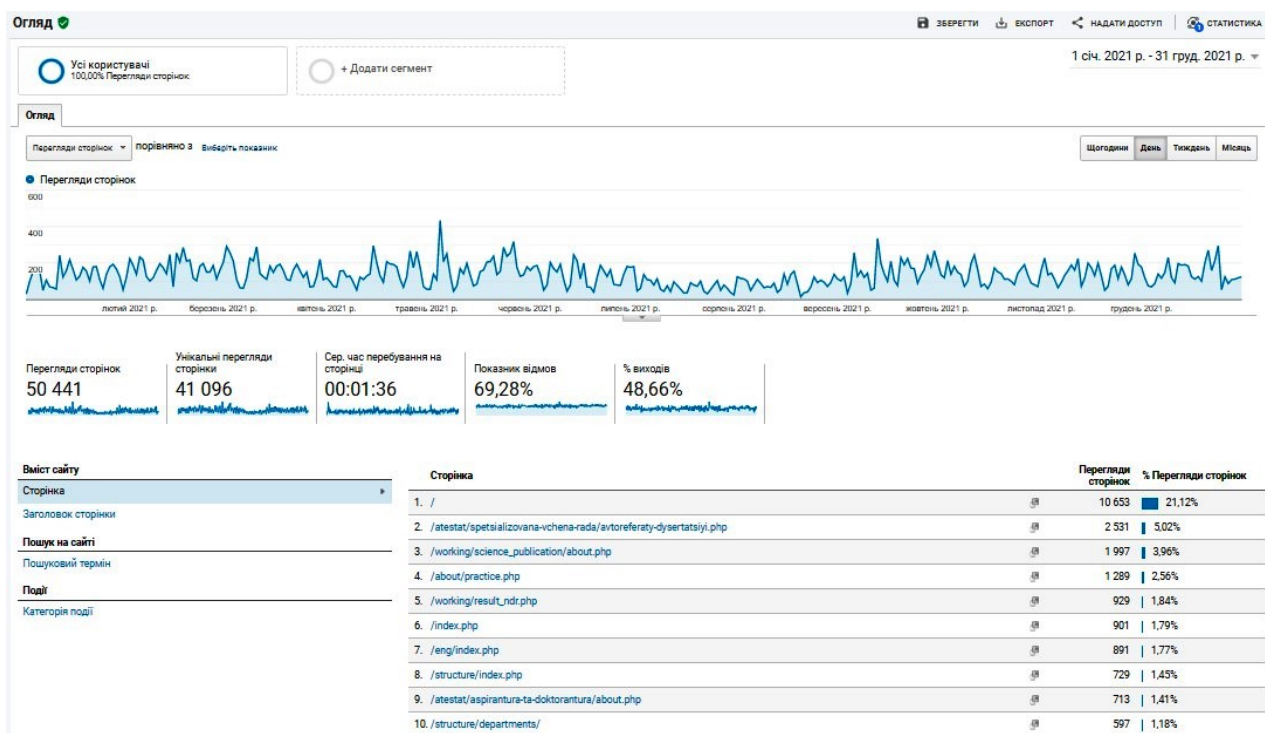 Огляд
ЗБЕРЕГТИ ЕКСПОРТ НАДАТИ ДОСТУП СТАТИСТИКА
1 січ. 2021 р. - 31 груд. 2021 р.
Усі користувачі
100,00% Перегляди сторінок
+ Додати сегмент
Огляд
Перегляди сторінок порівняно з Виберіть показник
Щогодини День Тиждень Місяць
Перегляди сторінок
600
400
200
лютий 2021 р. березень 2021 р. квітень 2021 р. травень 2021 р. червень 2021 р. липень 2021 р. серпень 2021 р. вересень 2021 р. жовтень 2021 р. листопад 2021 р. грудень 2021 р.
Перегляди сторінок
50 441
Унікальні перегляди
сторінки
41 096
Сер. час перебування на
сторінці
00:01:36
Показник відмов
69,28%
% виходів
48,66%
Вміст сайту
Сторінка
Заголовок сторінки
Пошук на сайті
Пошуковий термін
Події
Категорія події
Сторінка Перегляди сторінок % Перегляди сторінок
1. / 10 653 21,12%
2. /atestat/spetsializovana-vchena-rada/avtoreferaty-dysertatsiyi.php 2 531 5,02%
3. /working/science_publication/about.php 1 997 3,96%
4. /about/practice.php 1 289 2,56%
5. /working/result_ndr.php 929 1,84%
6. /index.php 901 1,79%
7. /eng/index.php 891 1,77%
8. /structure/index.php 729 1,45%
9. /atestat/aspirantura-ta-doktorantura/about.php 713 1,41%
10. /structure/departments/ 597 1,18%